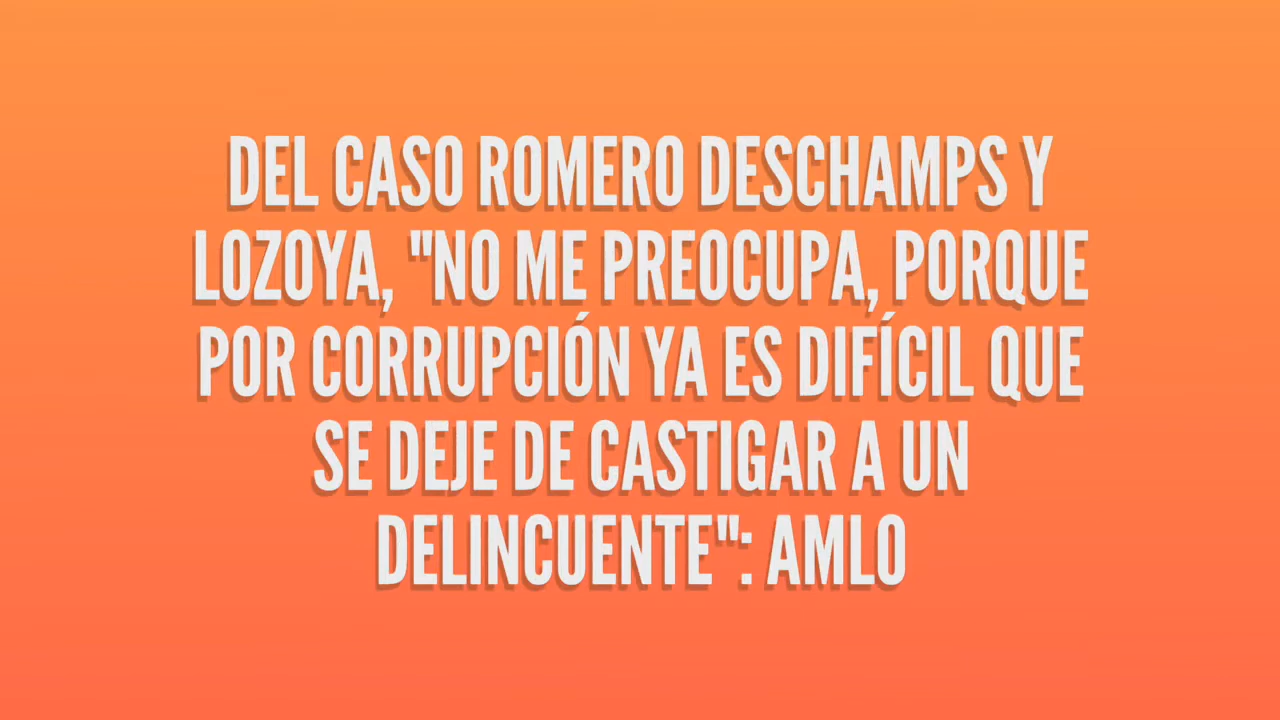 DEL CASO ROMERO DESCHAMPS Y
LOZOYA, "NO ME PREOCUPA, PORQUE
POR CORRUPCIÓN YA ES DIFÍCIL QUE
SE DEJE DE CASTIGAR A UN
DELINCUENTE": AMLO